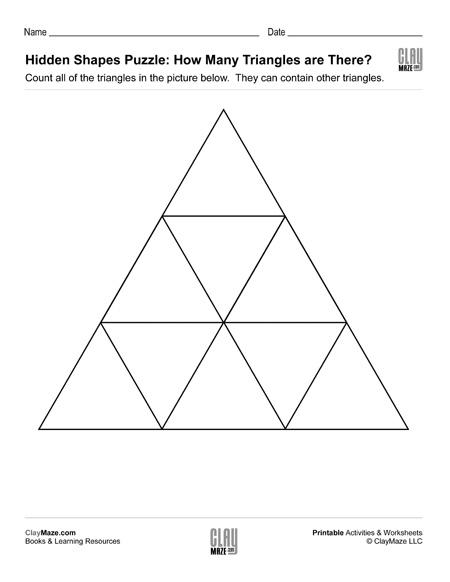 Name Date
Hidden Shapes Puzzle: How Many Triangles are There?
CLAY
MAZE.com
Count all of the triangles in the picture below. They can contain other triangles.
ClayMaze.com
Books & Learning Resources
CLAY
MAZE.com
Printable Activities & Worksheets
© ClayMaze LLC